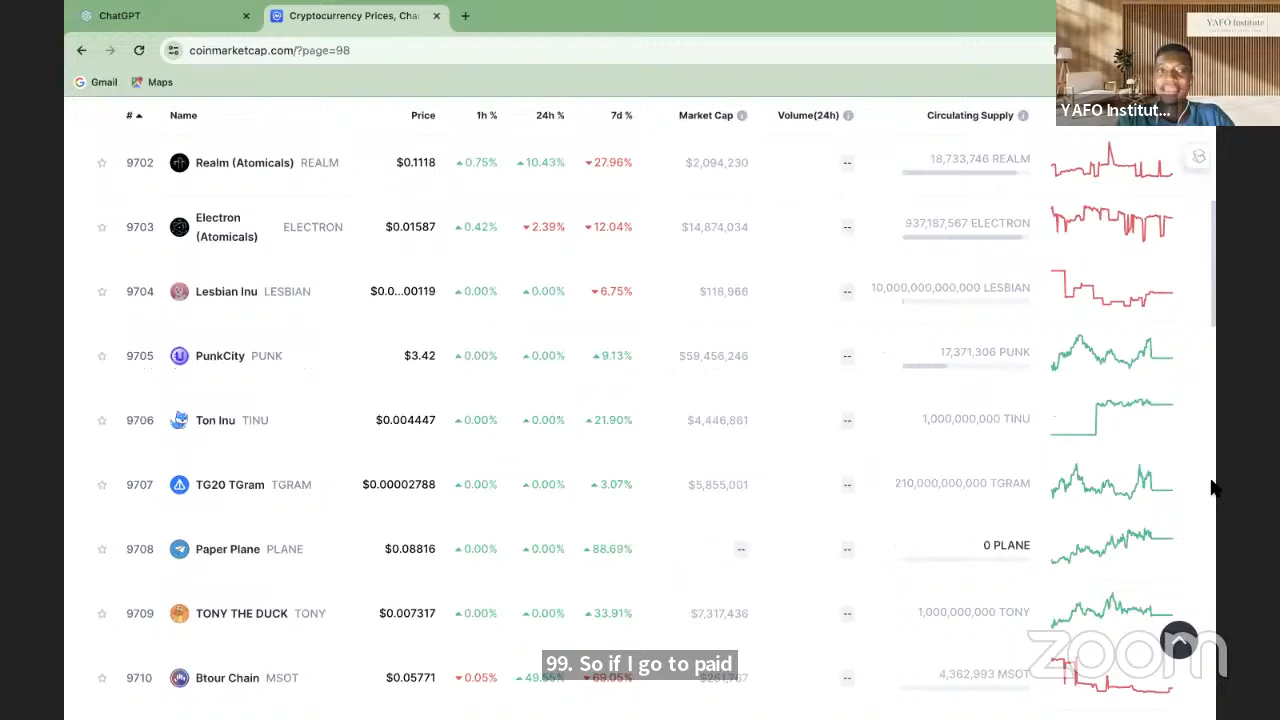 ChatGPT
Cryptocurrency Prices, Cha
coinmarketcap.com/?page=98
Gmail Maps
YAFO Institute
YAFO Institut...
# Name Price 1h % 24h % 7d % Market Cap Volume(24h) Circulating Supply
9702 Realm (Atomicals) REALM $0.1118 0.75% 10.43% 27.96% $2,094,230 -- 18,733,746 REALM
9703 Electron (Atomicals) ELECTRON $0.01587 0.42% 2.39% 12.04% $14,874,034 -- 937,187,567 ELECTRON
9704 Lesbian Inu LESBIAN $0.0...00119 0.00% 0.00% 6.75% $118,966 -- 10,000,000,000,000 LESBIAN
9705 PunkCity PUNK $3.42 0.00% 0.00% 9.13% $59,456,246 -- 17,371,306 PUNK
9706 Ton Inu TINU $0.004447 0.00% 0.00% 21.90% $4,446,861 -- 1,000,000,000 TINU
9707 TG20 TGram TGRAM $0.00002788 0.00% 0.00% 3.07% $5,855,001 -- 210,000,000,000 TGRAM
9708 Paper Plane PLANE $0.08816 0.00% 0.00% 88.69% -- -- 0 PLANE
9709 TONY THE DUCK TONY $0.007317 0.00% 0.00% 33.91% $7,317,436 -- 1,000,000,000 TONY
9710 Btour Chain MSOT $0.05771 0.05% 69.05% -- 4,362,993 MSOT
99. So if I go to paid
zoom